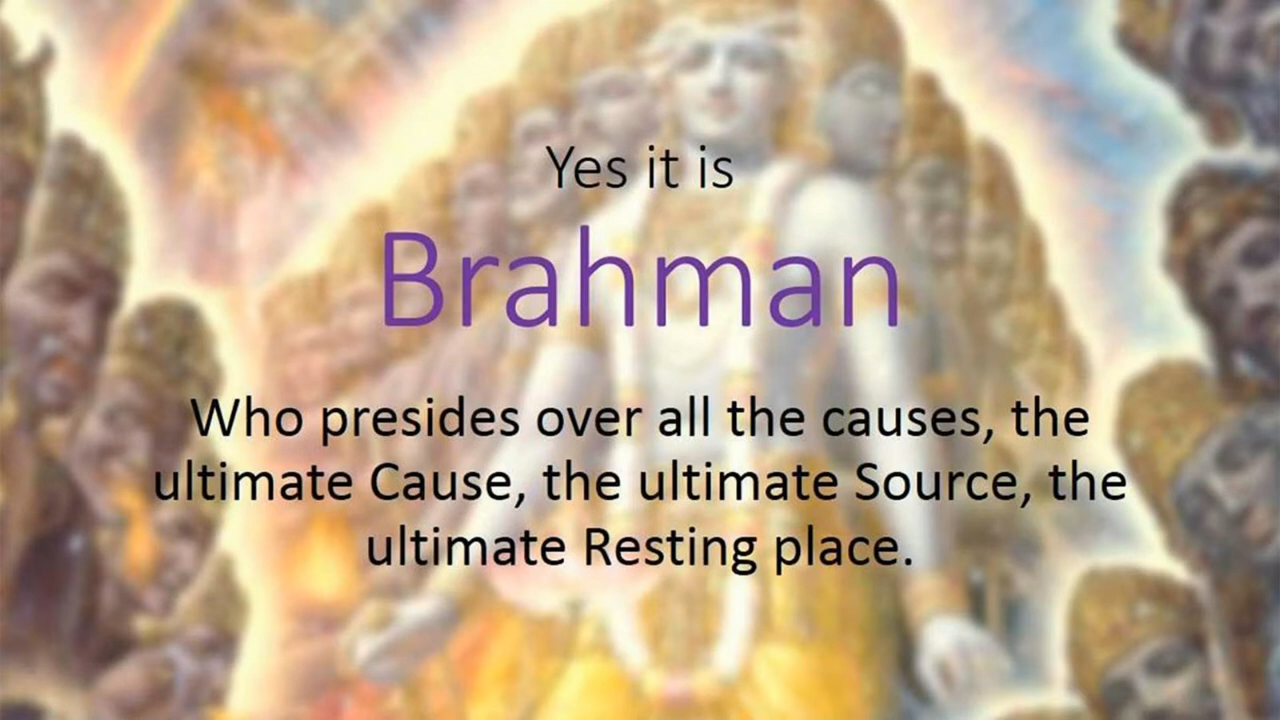 Yes it is
Brahman
Who presides over all the causes, the
ultimate Cause, the ultimate Source, the
ultimate Resting place.